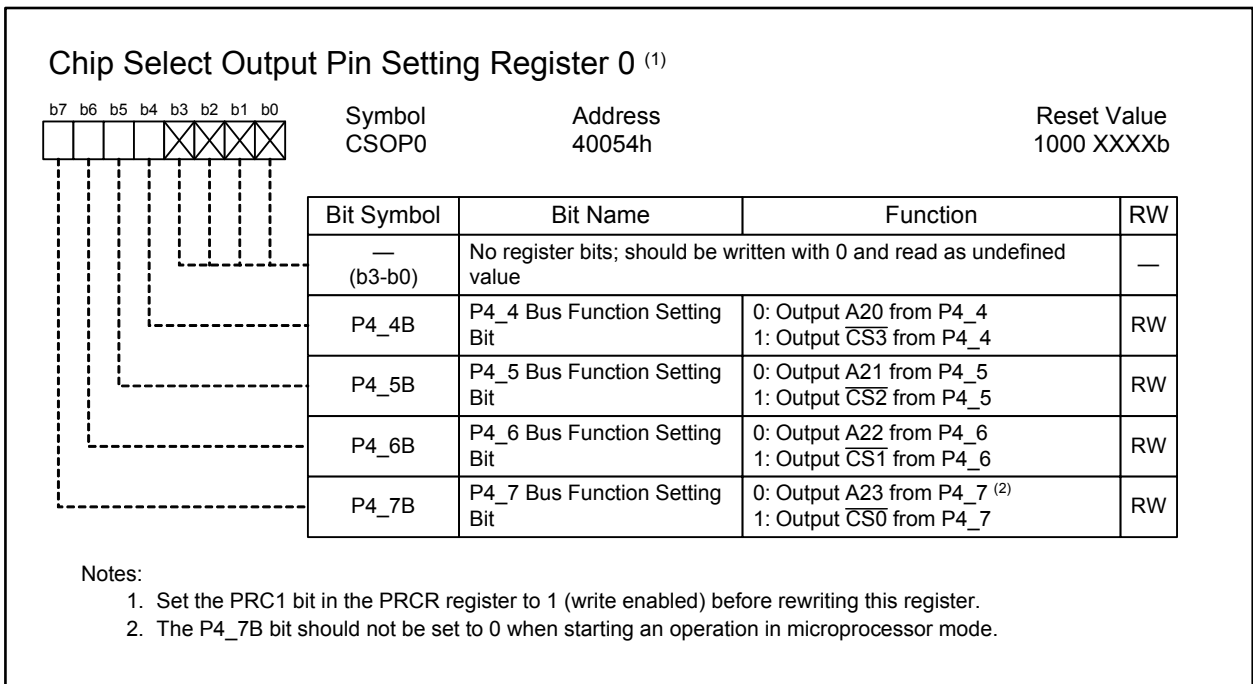 Chip Select Output Pin Setting Register 0 (1)
b7 b6 b5 b4 b3 b2 b1 b0
Symbol Address Reset Value
CSOP0 40054h 1000 XXXXb
Bit Symbol Bit Name Function RW
—
(b3-b0)
No register bits; should be written with 0 and read as undefined
value
—
P4_4B
P4_4 Bus Function Setting
Bit
0: Output A20 from P4_4
1: Output CS3 from P4_4
RW
P4_5B
P4_5 Bus Function Setting
Bit
0: Output A21 from P4_5
1: Output CS2 from P4_5
RW
P4_6B
P4_6 Bus Function Setting
Bit
0: Output A22 from P4_6
1: Output CS1 from P4_6
RW
P4_7B
P4_7 Bus Function Setting
Bit
0: Output A23 from P4_7 (2)
1: Output CS0 from P4_7
RW
Notes:
1. Set the PRC1 bit in the PRCR register to 1 (write enabled) before rewriting this register.
2. The P4_7B bit should not be set to 0 when starting an operation in microprocessor mode.